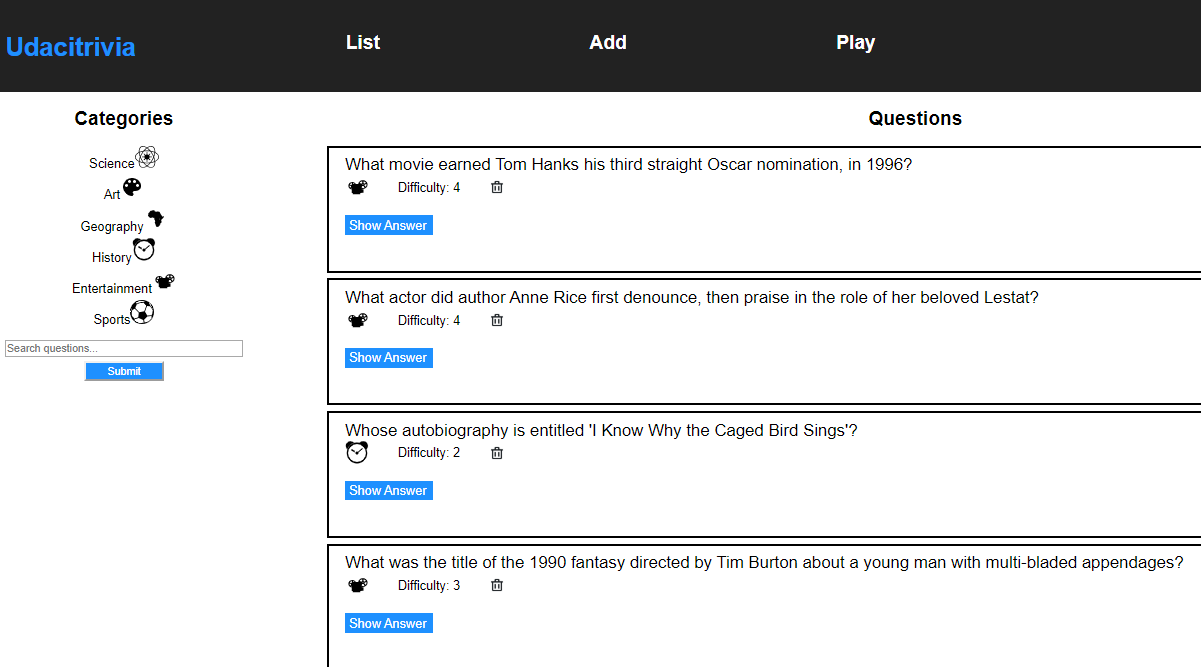 Udacitrivia
List
Add
Play
Categories
Science
Art
Geography
History
Entertainment
Sports
Search questions...
Submit
Questions
What movie earned Tom Hanks his third straight Oscar nomination, in 1996?
Difficulty: 4
Show Answer
What actor did author Anne Rice first denounce, then praise in the role of her beloved Lestat?
Difficulty: 4
Show Answer
Whose autobiography is entitled 'I Know Why the Caged Bird Sings'?
Difficulty: 2
Show Answer
What was the title of the 1990 fantasy directed by Tim Burton about a young man with multi-bladed appendages?
Difficulty: 3
Show Answer